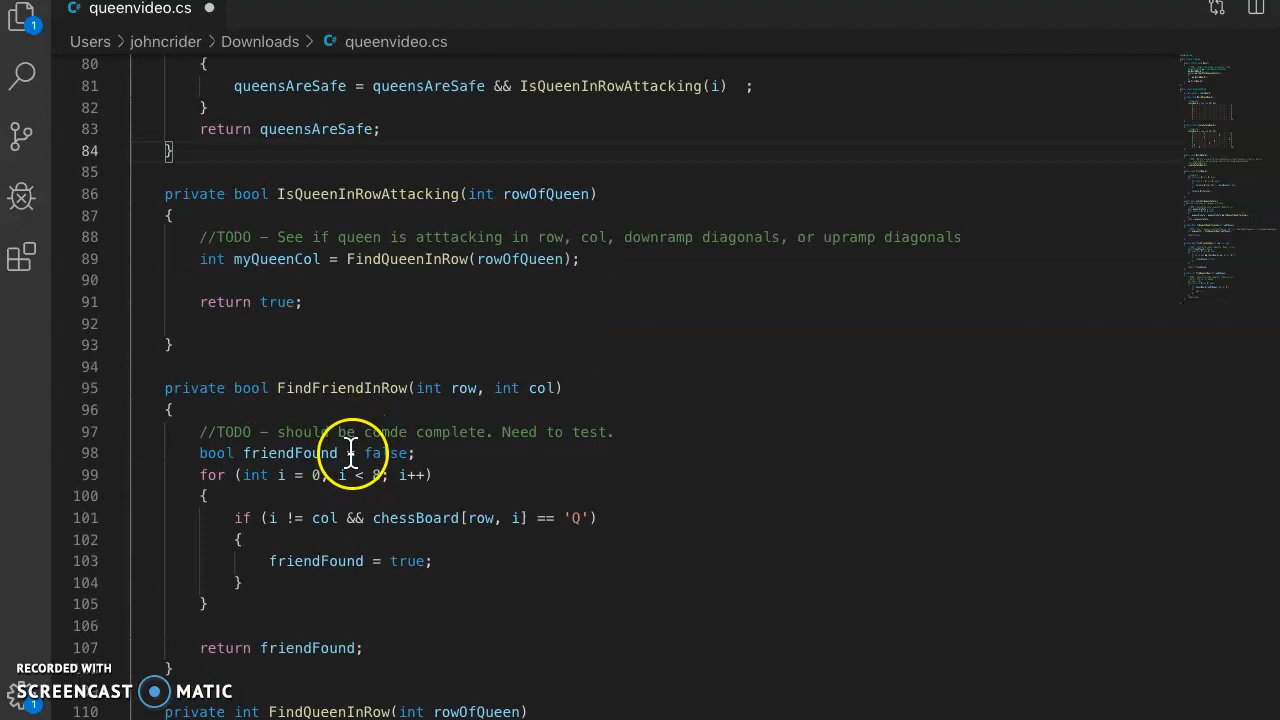 queenvideo.cs
1
Users > johncrider > Downloads > queenvideo.cs
80 {
81 queensAreSafe = queensAreSafe && IsQueenInRowAttacking(i)  ;
82 }
83 return queensAreSafe;
84 }
85
86 private bool IsQueenInRowAttacking(int rowOfQueen)
87 {
88 //TODO – See if queen is atttacking in row, col, downramp diagonals, or upramp diagonals
89 int myQueenCol = FindQueenInRow(rowOfQueen);
90
91 return true;
92
93 }
94
95 private bool FindFriendInRow(int row, int col)
96 {
97 //TODO – should be comde complete. Need to test.
98 bool friendFound = false;
99 for (int i = 0; i < 8; i++)
100 {
101 if (i != col && chessBoard[row, i] == 'Q')
102 {
103 friendFound = true;
104 }
105 }
106
107 return friendFound;
}
110 private int FindQueenInRow(int rowOfQueen)
RECORDED WITH
SCREENCAST MATIC
1